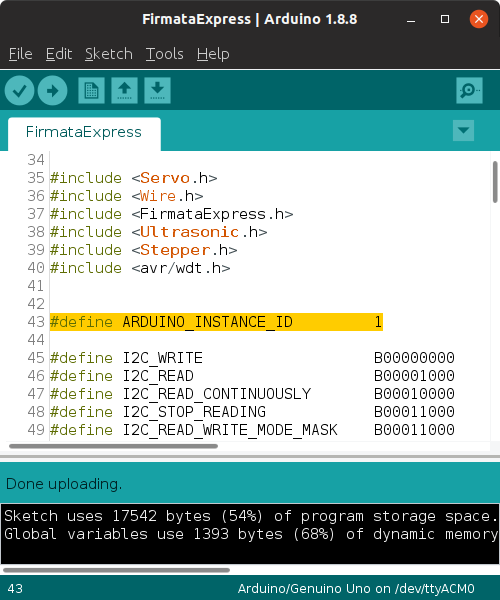 FirmataExpress | Arduino 1.8.8
File Edit Sketch Tools Help
FirmataExpress
34
35 #include <Servo.h>
36 #include <Wire.h>
37 #include <FirmataExpress.h>
38 #include <Ultrasonic.h>
39 #include <Stepper.h>
40 #include <avr/wdt.h>
41
42
43 #define ARDUINO_INSTANCE_ID 1
44
45 #define I2C_WRITE B00000000
46 #define I2C_READ B00001000
47 #define I2C_READ_CONTINUOUSLY B00010000
48 #define I2C_STOP_READING B00011000
49 #define I2C_READ_WRITE_MODE_MASK B00011000
Done uploading.
Sketch uses 17542 bytes (54%) of program storage space.
Global variables use 1393 bytes (68%) of dynamic memory
43 Arduino/Genuino Uno on /dev/ttyACM0